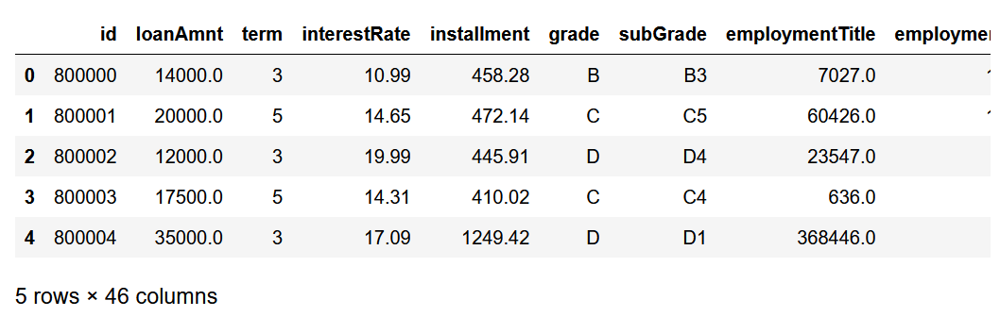 id loanAmnt term interestRate installment grade subGrade employmentTitle
0 800000 14000.0 3 10.99 458.28 B B3 7027.0
1 800001 20000.0 5 14.65 472.14 C C5 60426.0
2 800002 12000.0 3 19.99 445.91 D D4 23547.0
3 800003 17500.0 5 14.31 410.02 C C4 636.0
4 800004 35000.0 3 17.09 1249.42 D D1 368446.0
5 rows × 46 columns